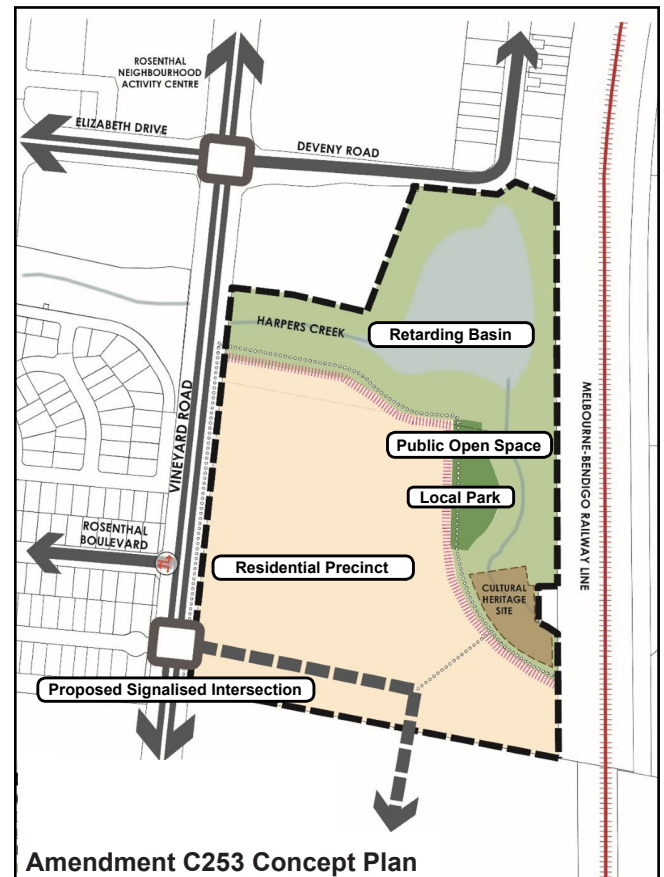 ROSENTHAL
NEIGHBOURHOOD
ACTIVITY CENTRE
ELIZABETH DRIVE
DEVENY ROAD
HARPERS CREEK
Retarding Basin
MELBOURNE-BENDIGO RAILWAY LINE
VINEYARD ROAD
Public Open Space
Local Park
ROSENTHAL
BOULEVARD
Residential Precinct
CULTURAL
HERITAGE
SITE
Proposed Signalised Intersection
Amendment C253 Concept Plan